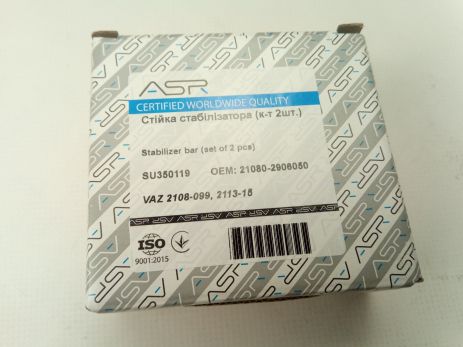 ASR
CERTIFIED WORLDWIDE QUALITY
Стійка стабілізатора (к-т 2шт.)
Stabilizer bar (set of 2 pcs)
SU350119 OEM: 21080-2906050
VAZ 2108-099, 2113-15
ISO
9001:2015